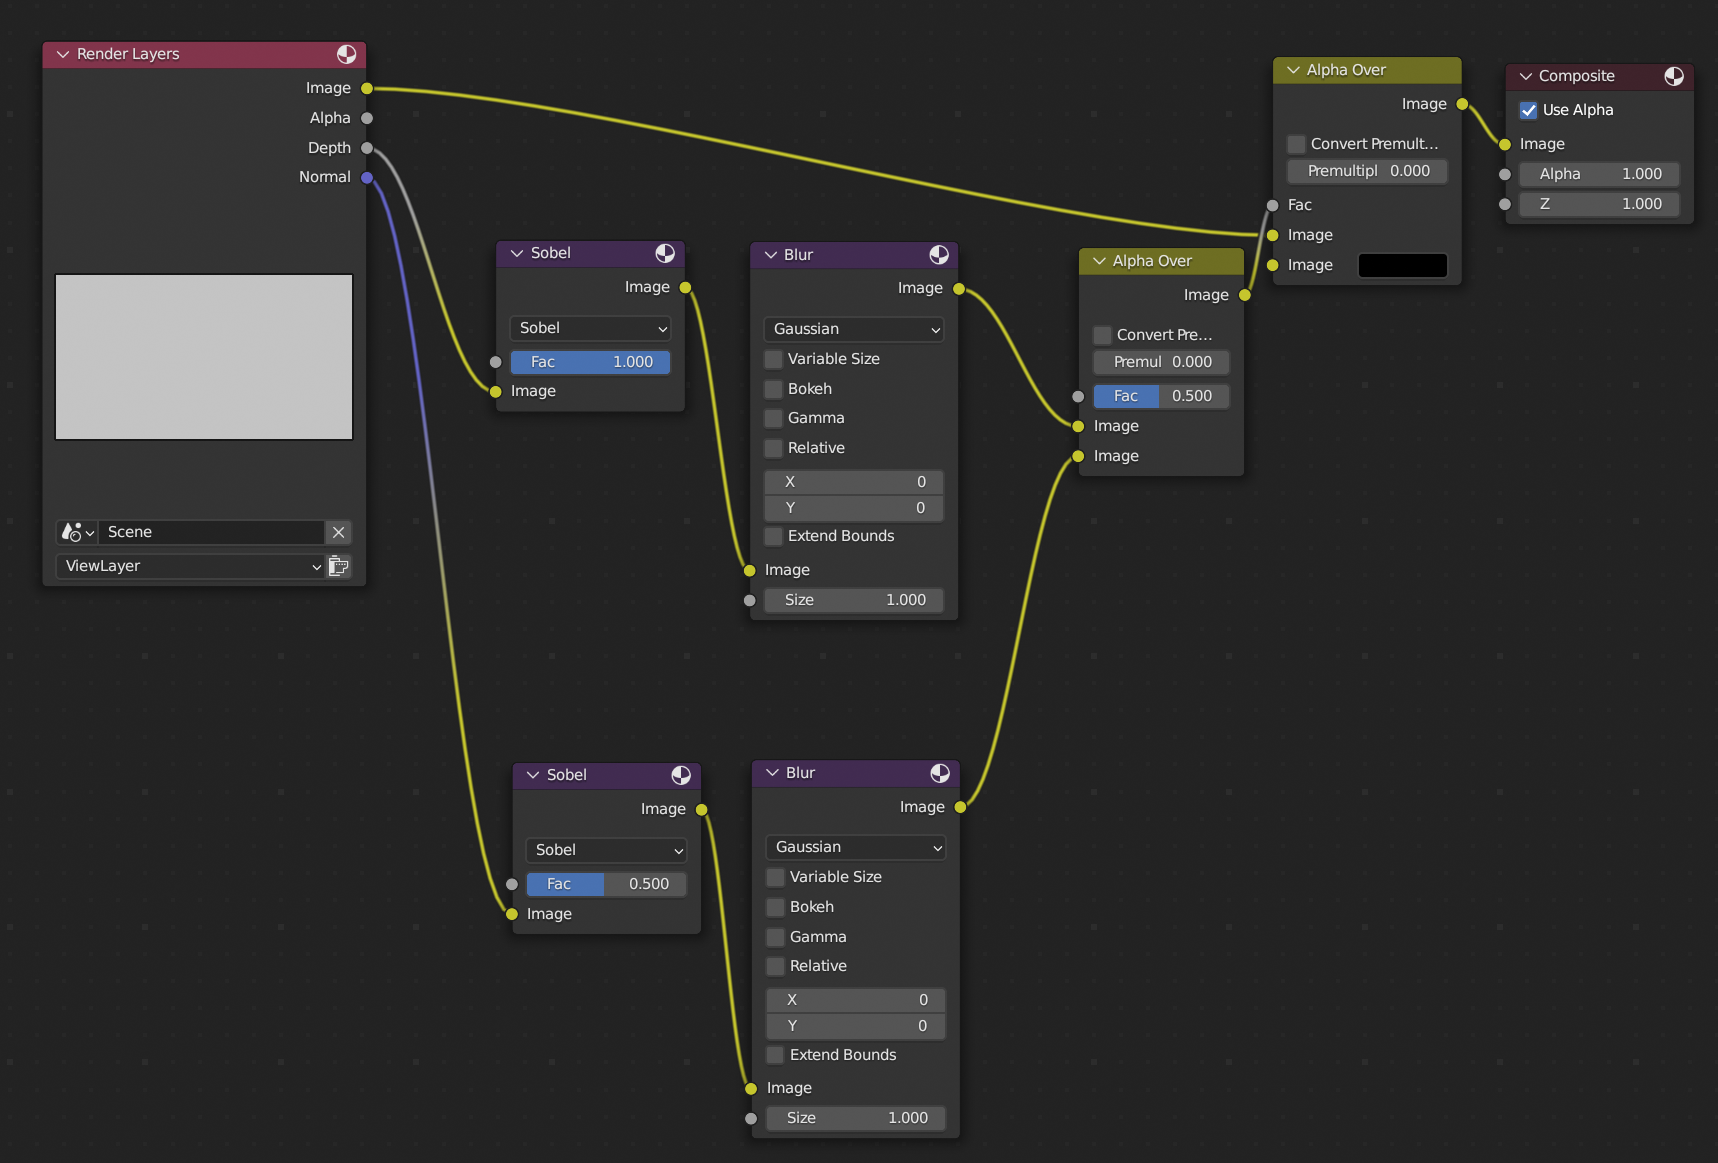 Render Layers
Image
Alpha
Depth
Normal
Scene
ViewLayer
Sobel
Image
Sobel
Fac 1.000
Image
Blur
Image
Gaussian
Variable Size
Bokeh
Gamma
Relative
X 0
Y 0
Extend Bounds
Image
Size 1.000
Alpha Over
Image
Convert Pre...
Premul 0.000
Fac 0.500
Image
Image
Alpha Over
Image
Convert Premult...
Premultipl 0.000
Fac
Image
Image
Composite
Use Alpha
Image
Alpha 1.000
Z 1.000
Sobel
Image
Sobel
Fac 0.500
Image
Blur
Image
Gaussian
Variable Size
Bokeh
Gamma
Relative
X 0
Y 0
Extend Bounds
Image
Size 1.000